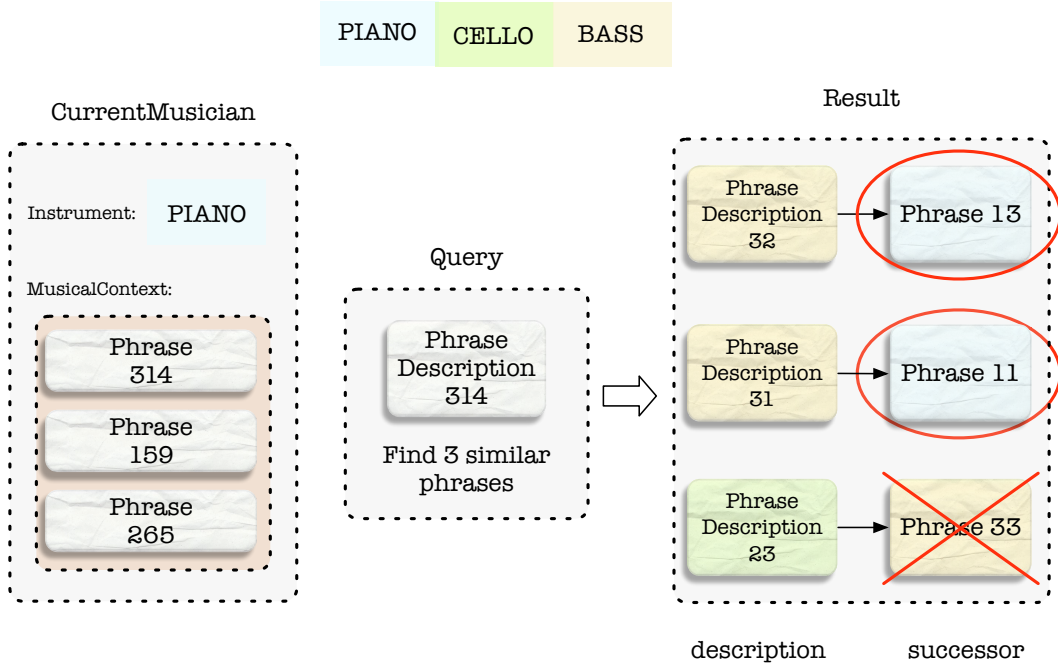 PIANO CELLO BASS
CurrentMusician
Instrument: PIANO
MusicalContext:
Phrase
314
Phrase
159
Phrase
265
Query
Phrase
Description
314
Find 3 similar
phrases
Result
Phrase
Description
32
Phrase 13
Phrase
Description
31
Phrase 11
Phrase
Description
23
Phrase 33
description successor